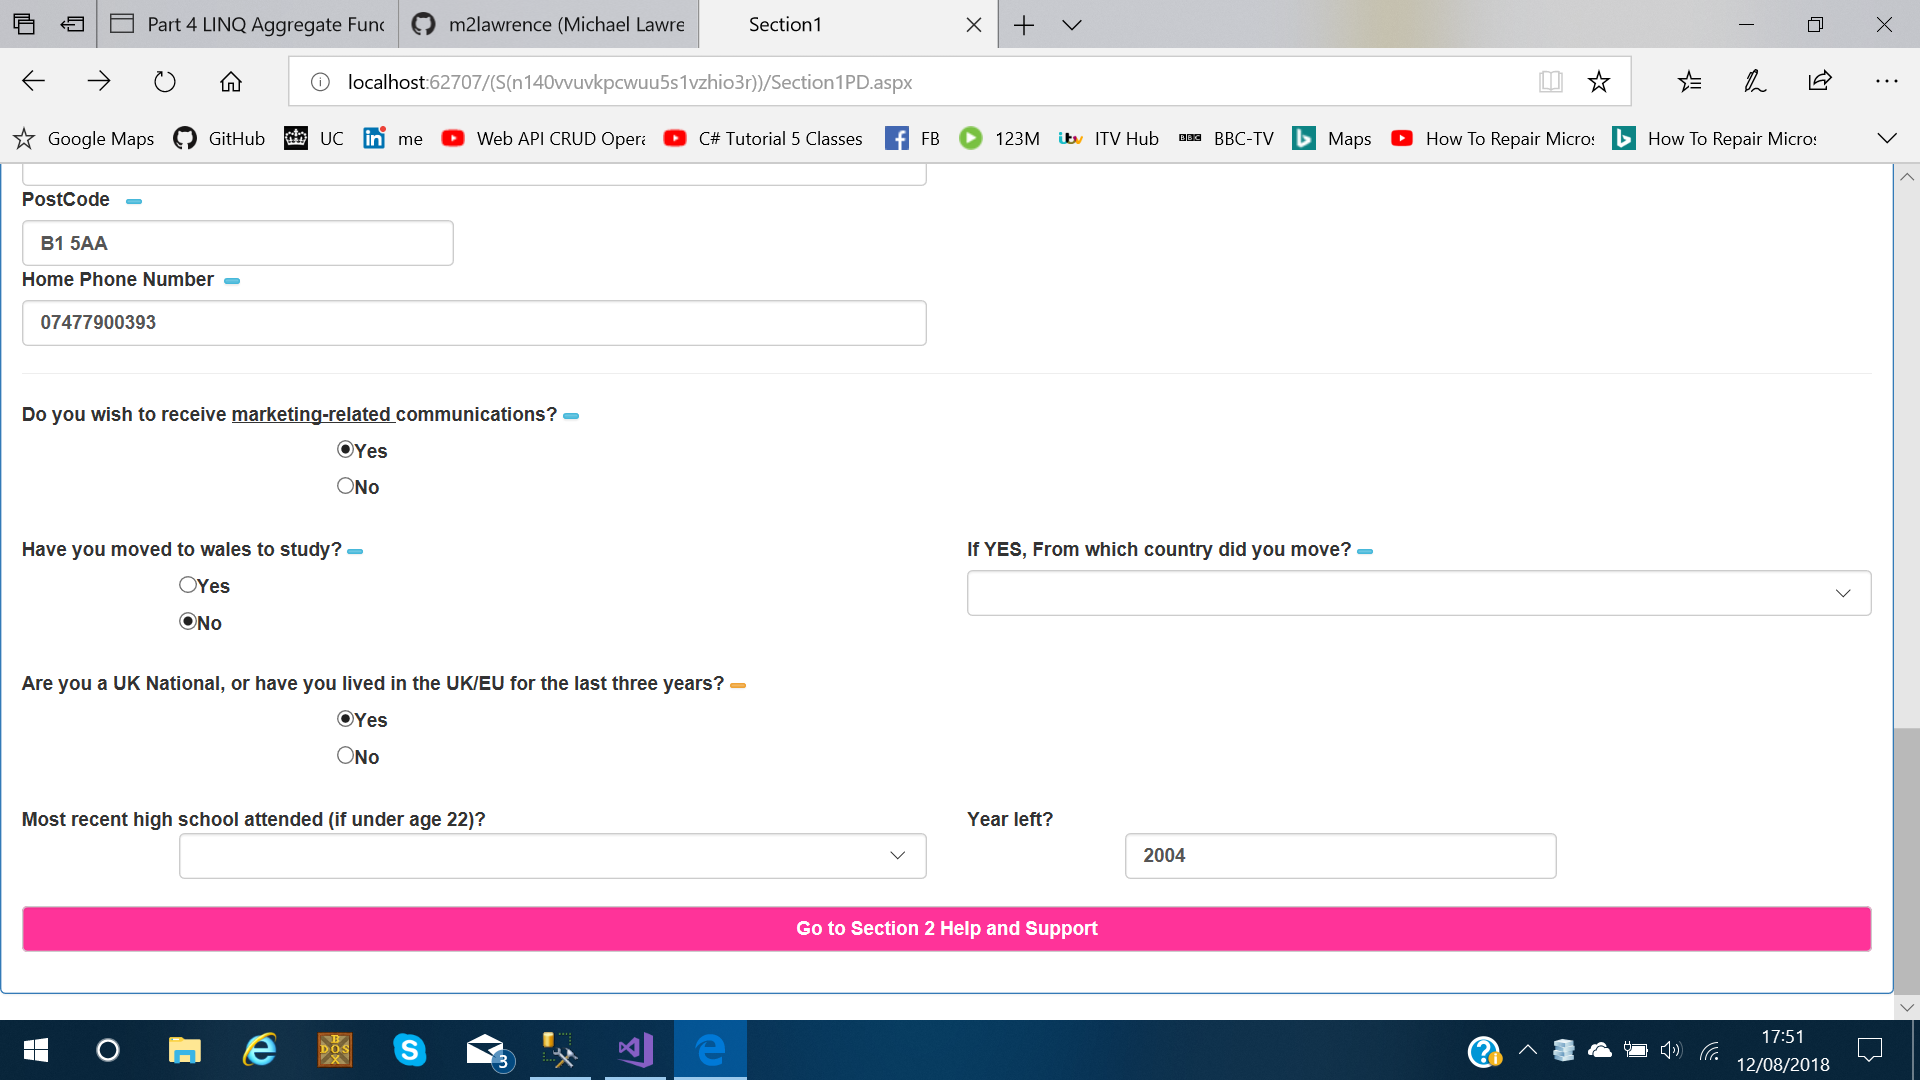 Part 4 LINQ Aggregate Func
m2lawrence (Michael Lawre
Section1
localhost:62707/(S(n140vvuvkpcwuu5s1vzhio3r))/Section1PD.aspx
Google Maps GitHub UC me Web API CRUD Opera C# Tutorial 5 Classes FB 123M itv ITV Hub BBC BBC-TV Maps How To Repair Micros How To Repair Micros
PostCode
B1 5AA
Home Phone Number
07477900393
Do you wish to receive marketing-related communications?
Yes
No
Have you moved to wales to study?
If YES, From which country did you move?
Yes
No
Are you a UK National, or have you lived in the UK/EU for the last three years?
Yes
No
Most recent high school attended (if under age 22)?
Year left?
2004
Go to Section 2 Help and Support
DOS BOX
3
17:51
12/08/2018